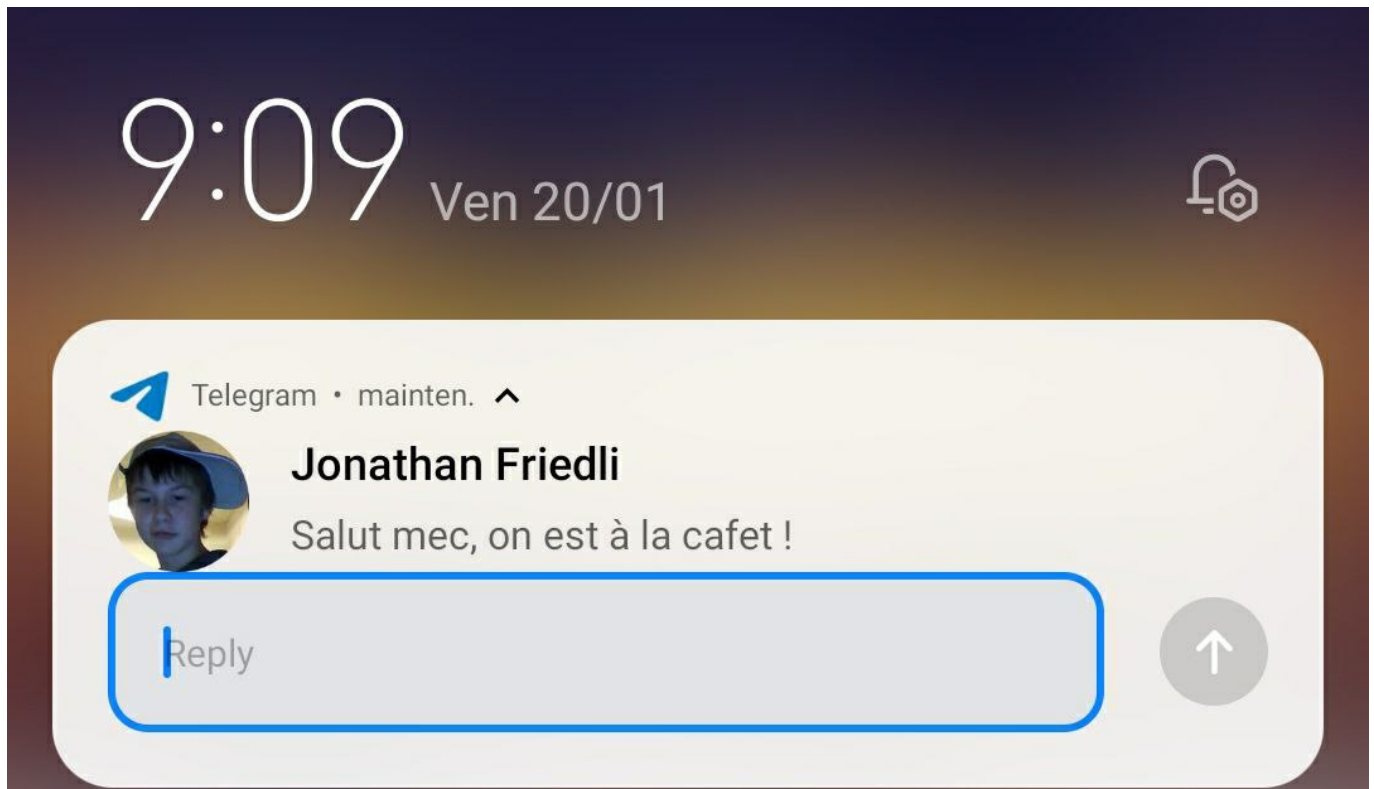 9:09 Ven 20/01
Telegram • mainten.
Jonathan Friedli
Salut mec, on est à la cafet !
Reply